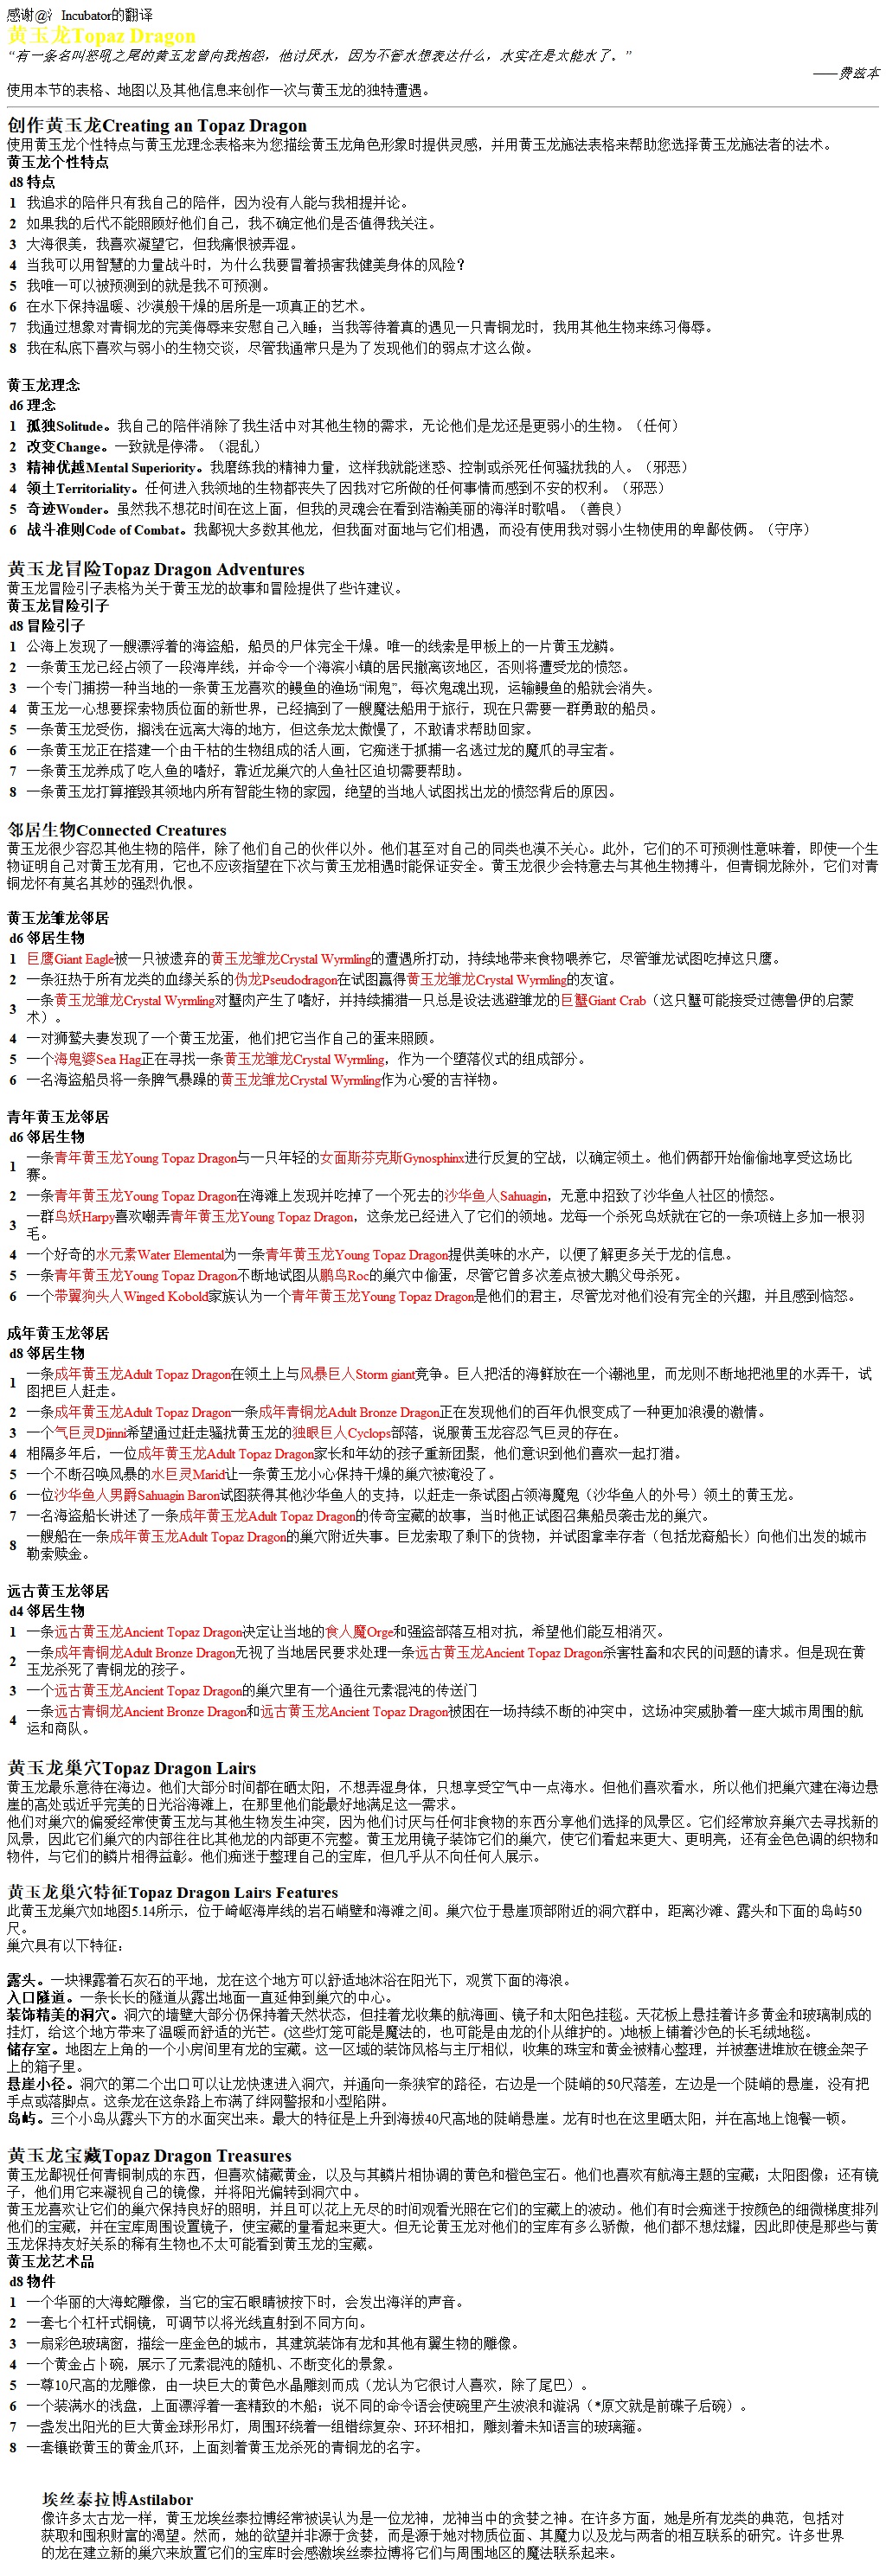 感谢@氵Incubator的翻译
黄玉龙Topaz Dragon
“有一条名叫怒吼之尾的黄玉龙曾向我抱怨，他讨厌水，因为不管水想表达什么，水实在是太能水了。”
——费兹本
使用本节的表格、地图以及其他信息来创作一次与黄玉龙的独特遭遇。
创作黄玉龙Creating an Topaz Dragon
使用黄玉龙个性特点与黄玉龙理念表格来为您描绘黄玉龙角色形象时提供灵感，并用黄玉龙施法表格来帮助您选择黄玉龙施法者的法术。
黄玉龙个性特点
d8 特点
1 我追求的陪伴只有我自己的陪伴，因为没有人能与我相提并论。
2 如果我的后代不能照顾好他们自己，我不确定他们是否值得我关注。
3 大海很美，我喜欢凝望它，但我痛恨被弄湿。
4 当我可以用智慧的力量战斗时，为什么我要冒着损害我健美身体的风险？
5 我唯一可以被预测到的就是我不可预测。
6 在水下保持温暖、沙漠般干燥的居所是一项真正的艺术。
7 我通过想象对青铜龙的完美侮辱来安慰自己入睡；当我等待着真的遇见一只青铜龙时，我用其他生物来练习侮辱。
8 我在私底下喜欢与弱小的生物交谈，尽管我通常只是为了发现他们的弱点才这么做。
黄玉龙理念
d6 理念
1 孤独Solitude。我自己的陪伴消除了我生活中对其他生物的需求，无论他们是龙还是更弱小的生物。（任何）
2 改变Change。一致就是停滞。（混乱）
3 精神优越Mental Superiority。我磨练我的精神力量，这样我就能迷惑、控制或杀死任何骚扰我的人。（邪恶）
4 领土Territoriality。任何进入我领地的生物都丧失了因我对它所做的任何事情而感到不安的权利。（邪恶）
5 奇迹Wonder。虽然我不想花时间在这上面，但我的灵魂会在看到浩瀚美丽的海洋时歌唱。（善良）
6 战斗准则Code of Combat。我鄙视大多数其他龙，但我面对面地与它们相遇，而没有使用我对弱小生物使用的卑鄙伎俩。（守序）
黄玉龙冒险Topaz Dragon Adventures
黄玉龙冒险引子表格为关于黄玉龙的故事和冒险提供了些许建议。
黄玉龙冒险引子
d8 冒险引子
1 公海上发现了一艘漂浮着的海盗船，船员的尸体完全干燥。唯一的线索是甲板上的一片黄玉龙鳞。
2 一条黄玉龙已经占领了一段海岸线，并命令一个海滨小镇的居民撤离该地区，否则将遭受龙的愤怒。
3 一个专门捕捞一种当地的一条黄玉龙喜欢的鳗鱼的渔场“闹鬼”，每次鬼魂出现，运输鳗鱼的船就会消失。
4 黄玉龙一心想要探索物质位面的新世界，已经搞到了一艘魔法船用于旅行，现在只需要一群勇敢的船员。
5 一条黄玉龙受伤，搁浅在远离大海的地方，但这条龙太傲慢了，不敢请求帮助回家。
6 一条黄玉龙正在搭建一个由干枯的生物组成的活人画，它痴迷于抓捕一名逃过龙的魔爪的寻宝者。
7 一条黄玉龙养成了吃人鱼的嗜好，靠近龙巢穴的人鱼社区迫切需要帮助。
8 一条黄玉龙打算摧毁其领地内所有智能生物的家园，绝望的当地人试图找出龙的愤怒背后的原因。
邻居生物Connected Creatures
黄玉龙很少容忍其他生物的陪伴，除了他们自己的伙伴以外。他们甚至对自己的同类也漠不关心。此外，它们的不可预测性意味着，即使一个生
物证明自己对黄玉龙有用，它也不应该指望在下次与黄玉龙相遇时能保证安全。黄玉龙很少会特意去与其他生物搏斗，但青铜龙除外，它们对青
铜龙怀有莫名其妙的强烈仇恨。
黄玉龙雏龙邻居
d6 邻居生物
1 巨鹰Giant Eagle被一只被遗弃的黄玉龙雏龙Crystal Wyrmling的遭遇所打动，持续地带来食物喂养它，尽管雏龙试图吃掉这只鹰。
2 一条狂热于所有龙类的血缘关系的伪龙Pseudodragon在试图赢得黄玉龙雏龙Crystal Wyrmling的友谊。
3 一条黄玉龙雏龙Crystal Wyrmling对蟹肉产生了嗜好，并持续捕猎一只总是设法逃避雏龙的巨蟹Giant Crab（这只蟹可能接受过德鲁伊的启蒙
术）。
4 一对狮鹫夫妻发现了一个黄玉龙蛋，他们把它当作自己的蛋来照顾。
5 一个海鬼婆Sea Hag正在寻找一条黄玉龙雏龙Crystal Wyrmling，作为一个堕落仪式的组成部分。
6 一名海盗船员将一条脾气暴躁的黄玉龙雏龙Crystal Wyrmling作为心爱的吉祥物。
青年黄玉龙邻居
d6 邻居生物
1 一条青年黄玉龙Young Topaz Dragon与一只年轻的女面斯芬克斯Gynosphinx进行反复的空战，以确定领土。他们俩都开始偷偷地享受这场比
赛。
2 一条青年黄玉龙Young Topaz Dragon在海滩上发现并吃掉了一个死去的沙华鱼人Sahuagin，无意中招致了沙华鱼人社区的愤怒。
3 一群鸟妖Harpy喜欢嘲弄青年黄玉龙Young Topaz Dragon，这条龙已经进入了它们的领地。龙每一个杀死鸟妖就在它的一条项链上多加一根羽
毛。
4 一个好奇的水元素Water Elemental为一条青年黄玉龙Young Topaz Dragon提供美味的水产，以便了解更多关于龙的信息。
5 一条青年黄玉龙Young Topaz Dragon不断地试图从鹏鸟Roc的巢穴中偷蛋，尽管它曾多次差点被大鹏父母杀死。
6 一个带翼狗头人Winged Kobold家族认为一个青年黄玉龙Young Topaz Dragon是他们的君主，尽管龙对他们没有完全的兴趣，并且感到恼怒。
成年黄玉龙邻居
d8 邻居生物
1 一条成年黄玉龙Adult Topaz Dragon在领土上与风暴巨人Storm giant竞争。巨人把活的海鲜放在一个潮池里，而龙则不断地把池里的水弄干，试
图把巨人赶走。
2 一条成年黄玉龙Adult Topaz Dragon一条成年青铜龙Adult Bronze Dragon正在发现他们的百年仇恨变成了一种更加浪漫的激情。
3 一个气巨灵Djinni希望通过赶走骚扰黄玉龙的独眼巨人Cyclops部落，说服黄玉龙容忍气巨灵的存在。
4 相隔多年后，一位成年黄玉龙Adult Topaz Dragon家长和年幼的孩子重新团聚，他们意识到他们喜欢一起打猎。
5 一个不断召唤风暴的水巨灵Marid让一条黄玉龙小心保持干燥的巢穴被淹没了。
6 一位沙华鱼人男爵Sahuagin Baron试图获得其他沙华鱼人的支持，以赶走一条试图占领海魔鬼（沙华鱼人的外号）领土的黄玉龙。
7 一名海盗船长讲述了一条成年黄玉龙Adult Topaz Dragon的传奇宝藏的故事，当时他正试图召集船员袭击龙的巢穴。
8 一艘船在一条成年黄玉龙Adult Topaz Dragon的巢穴附近失事。巨龙索取了剩下的货物，并试图拿幸存者（包括龙裔船长）向他们出发的城市
勒索赎金。
远古黄玉龙邻居
d4 邻居生物
1 一条远古黄玉龙Ancient Topaz Dragon决定让当地的食人魔Orge和强盗部落互相对抗，希望他们能互相消灭。
2 一条成年青铜龙Adult Bronze Dragon无视了当地居民要求处理一条远古黄玉龙Ancient Topaz Dragon杀害牲畜和农民的问题的请求。但是现在黄
玉龙杀死了青铜龙的孩子。
3 一个远古黄玉龙Ancient Topaz Dragon的巢穴里有一个通往元素混沌的传送门
4 一条远古青铜龙Ancient Bronze Dragon和远古黄玉龙Ancient Topaz Dragon被困在一场持续不断的冲突中，这场冲突威胁着一座大城市周围的航
运和商队。
黄玉龙巢穴Topaz Dragon Lairs
黄玉龙最乐意待在海边。他们大部分时间都在晒太阳，不想弄湿身体，只想享受空气中一点海水。但他们喜欢看水，所以他们把巢穴建在海边悬
崖的高处或近乎完美的日光浴海滩上，在那里他们能最好地满足这一需求。
他们对巢穴的偏爱经常使黄玉龙与其他生物发生冲突，因为他们讨厌与任何非食物的东西分享他们选择的风景区。它们经常放弃巢穴去寻找新的
风景，因此它们巢穴的内部往往比其他龙的内部更不完整。黄玉龙用镜子装饰它们的巢穴，使它们看起来更大、更明亮，还有金色色调的织物和
物件，与它们的鳞片相得益彰。他们痴迷于整理自己的宝库，但几乎从不向任何人展示。
黄玉龙巢穴特征Topaz Dragon Lairs Features
此黄玉龙巢穴如地图5.14所示，位于崎岖海岸线的岩石峭壁和海滩之间。巢穴位于悬崖顶部附近的洞穴群中，距离沙滩、露头和下面的岛屿50
尺。
巢穴具有以下特征：
露头。一块裸露着石灰石的平地，龙在这个地方可以舒适地沐浴在阳光下，观赏下面的海浪。
入口隧道。一条长长的隧道从露出地面一直延伸到巢穴的中心。
装饰精美的洞穴。洞穴的墙壁大部分仍保持着天然状态，但挂着龙收集的航海画、镜子和太阳色挂毯。天花板上悬挂着许多黄金和玻璃制成的
挂灯，给这个地方带来了温暖而舒适的光芒。(这些灯笼可能是魔法的，也可能是由龙的仆从维护的。)地板上铺着沙色的长毛绒地毯。
储存室。地图左上角的一个小房间里有龙的宝藏。这一区域的装饰风格与主厅相似，收集的珠宝和黄金被精心整理，并被塞进堆放在镀金架子
上的箱子里。
悬崖小径。洞穴的第二个出口可以让龙快速进入洞穴，并通向一条狭窄的路径，右边是一个陡峭的50尺落差，左边是一个陡峭的悬崖，没有把
手点或落脚点。这条龙在这条路上布满了绊网警报和小型陷阱。
岛屿。三个小岛从露头下方的水面突出来。最大的特征是上升到海拔40尺高地的陡峭悬崖。龙有时也在这里晒太阳，并在高地上饱餐一顿。
黄玉龙宝藏Topaz Dragon Treasures
黄玉龙鄙视任何青铜制成的东西，但喜欢储藏黄金，以及与其鳞片相协调的黄色和橙色宝石。他们也喜欢有航海主题的宝藏；太阳图像；还有镜
子，他们用它来凝视自己的镜像，并将阳光偏转到洞穴中。
黄玉龙喜欢让它们的巢穴保持良好的照明，并且可以花上无尽的时间观看光照在它们的宝藏上的波动。他们有时会痴迷于按颜色的细微梯度排列
他们的宝藏，并在宝库周围设置镜子，使宝藏的量看起来更大。但无论黄玉龙对他们的宝库有多么骄傲，他们都不想炫耀，因此即使是那些与黄
玉龙保持友好关系的稀有生物也不太可能看到黄玉龙的宝藏。
黄玉龙艺术品
d8 物件
1 一个华丽的大海蛇雕像，当它的宝石眼睛被按下时，会发出海洋的声音。
2 一套七个杠杆式铜镜，可调节以将光线直射到不同方向。
3 一扇彩色玻璃窗，描绘一座金色的城市，其建筑装饰有龙和其他有翼生物的雕像。
4 一个黄金占卜碗，展示了元素混沌的随机、不断变化的景象。
5 一尊10尺高的龙雕像，由一块巨大的黄色水晶雕刻而成（龙认为它很讨人喜欢，除了尾巴）。
6 一个装满水的浅盘，上面漂浮着一套精致的木船；说不同的命令语会使碗里产生波浪和漩涡（*原文就是前碟子后碗）。
7 一盏发出阳光的巨大黄金球形吊灯，周围环绕着一组错综复杂、环环相扣，雕刻着未知语言的玻璃箍。
8 一套镶嵌黄玉的黄金爪环，上面刻着黄玉龙杀死的青铜龙的名字。
埃丝泰拉博Astilabor
像许多太古龙一样，黄玉龙埃丝泰拉博经常被误认为是一位龙神，龙神当中的贪婪之神。在许多方面，她是所有龙类的典范，包括对
获取和囤积财富的渴望。然而，她的欲望并非源于贪婪，而是源于她对物质位面、其魔力以及龙与两者的相互联系的研究。许多世界
的龙在建立新的巢穴来放置它们的宝库时会感谢埃丝泰拉博将它们与周围地区的魔法联系起来。